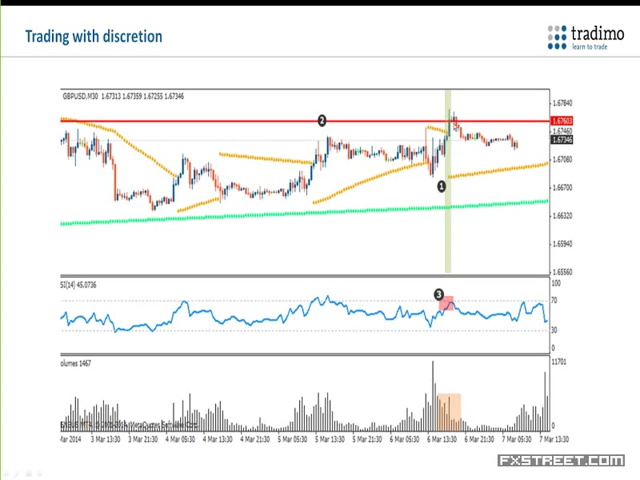 Trading with discretion
tradimo
learn to trade
GBPUSD,M30 1.67313 1.67359 1.67255 1.67346
1.67840
2
1.67603
1.67460
1.67346
1.67080
1
1.66700
1.66320
1.65940
1.65560
SI(14) 45.0736
100
3
70
30
0
olumes 1467
11701
0
Mar 2014 3 Mar 13:30 3 Mar 21:30 4 Mar 05:30 4 Mar 13:30 4 Mar 21:30 5 Mar 05:30 5 Mar 13:30 5 Mar 21:30 6 Mar 05:30 6 Mar 13:30 6 Mar 21:30 7 Mar 05:30 7 Mar 13:30
FXSTREET.COM